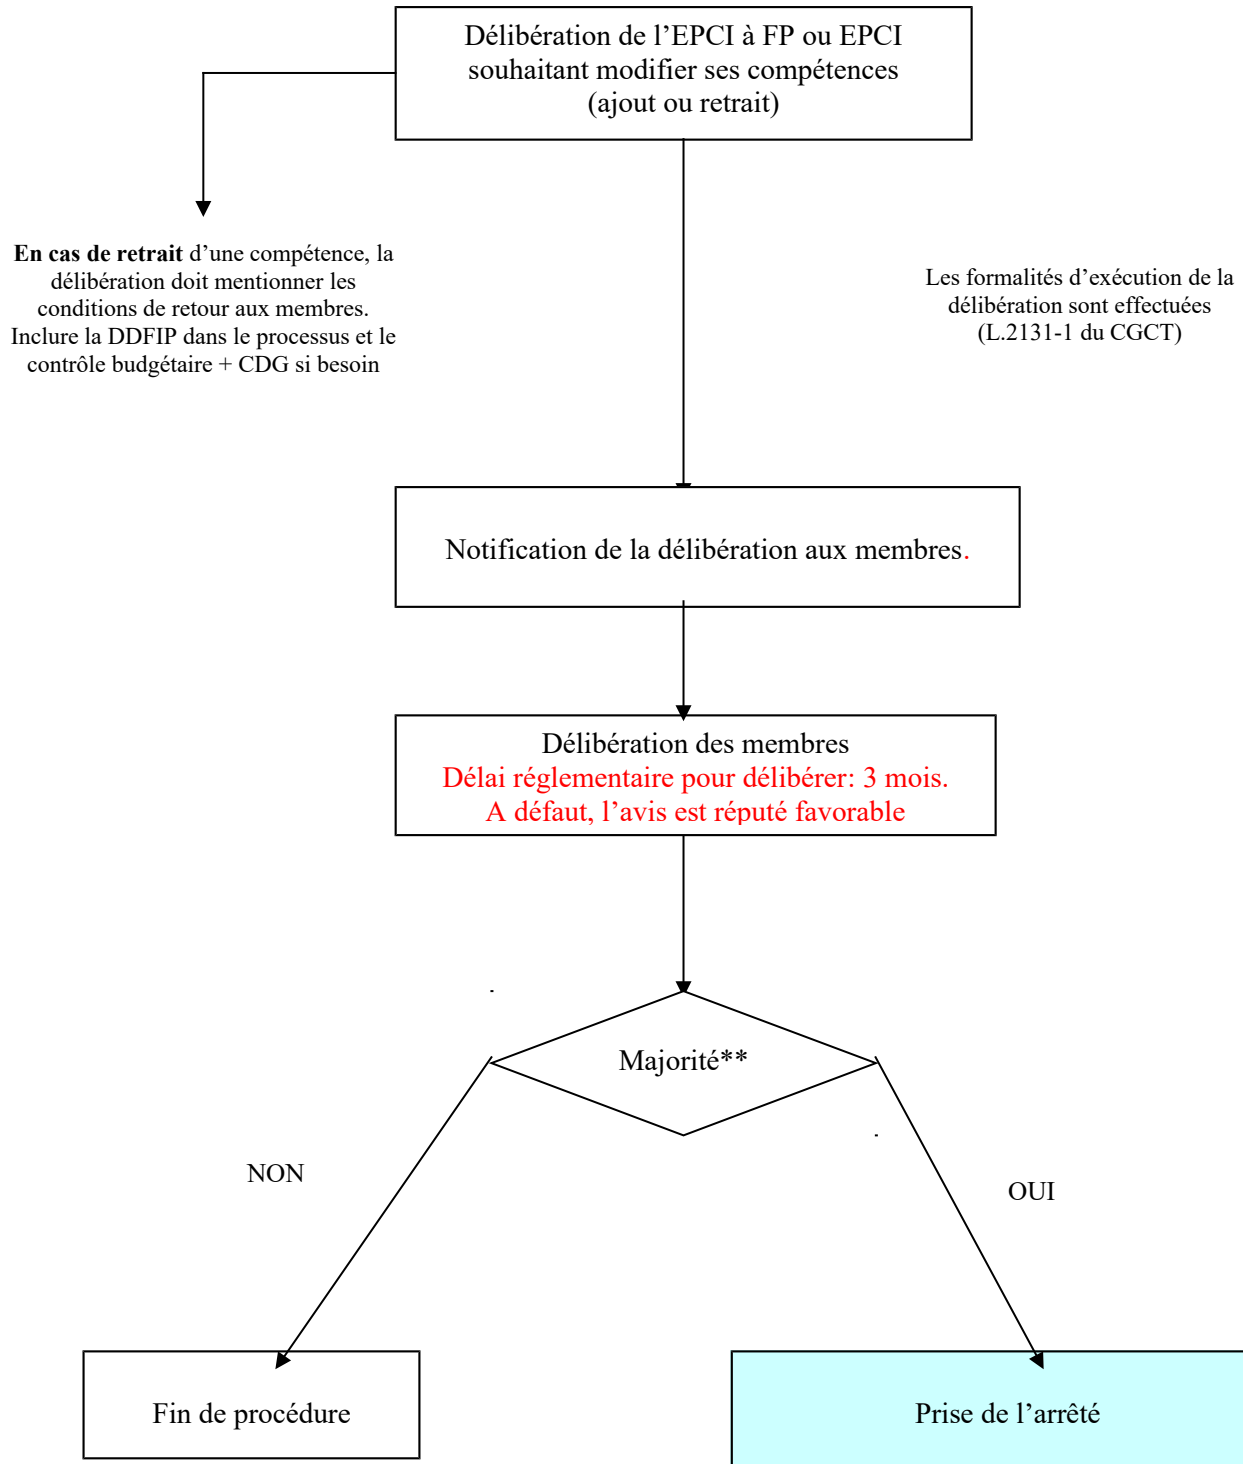 Délibération de l’EPCI à FP ou EPCI
souhaitant modifier ses compétences
(ajout ou retrait)
En cas de retrait d’une compétence, la
délibération doit mentionner les
conditions de retour aux membres.
Inclure la DDFIP dans le processus et le
contrôle budgétaire + CDG si besoin
Les formalités d’exécution de la
délibération sont effectuées
(L.2131-1 du CGCT)
Notification de la délibération aux membres.
Délibération des membres
Délai réglementaire pour délibérer: 3 mois.
A défaut, l’avis est réputé favorable
Majorité**
NON
OUI
Fin de procédure
Prise de l’arrêté